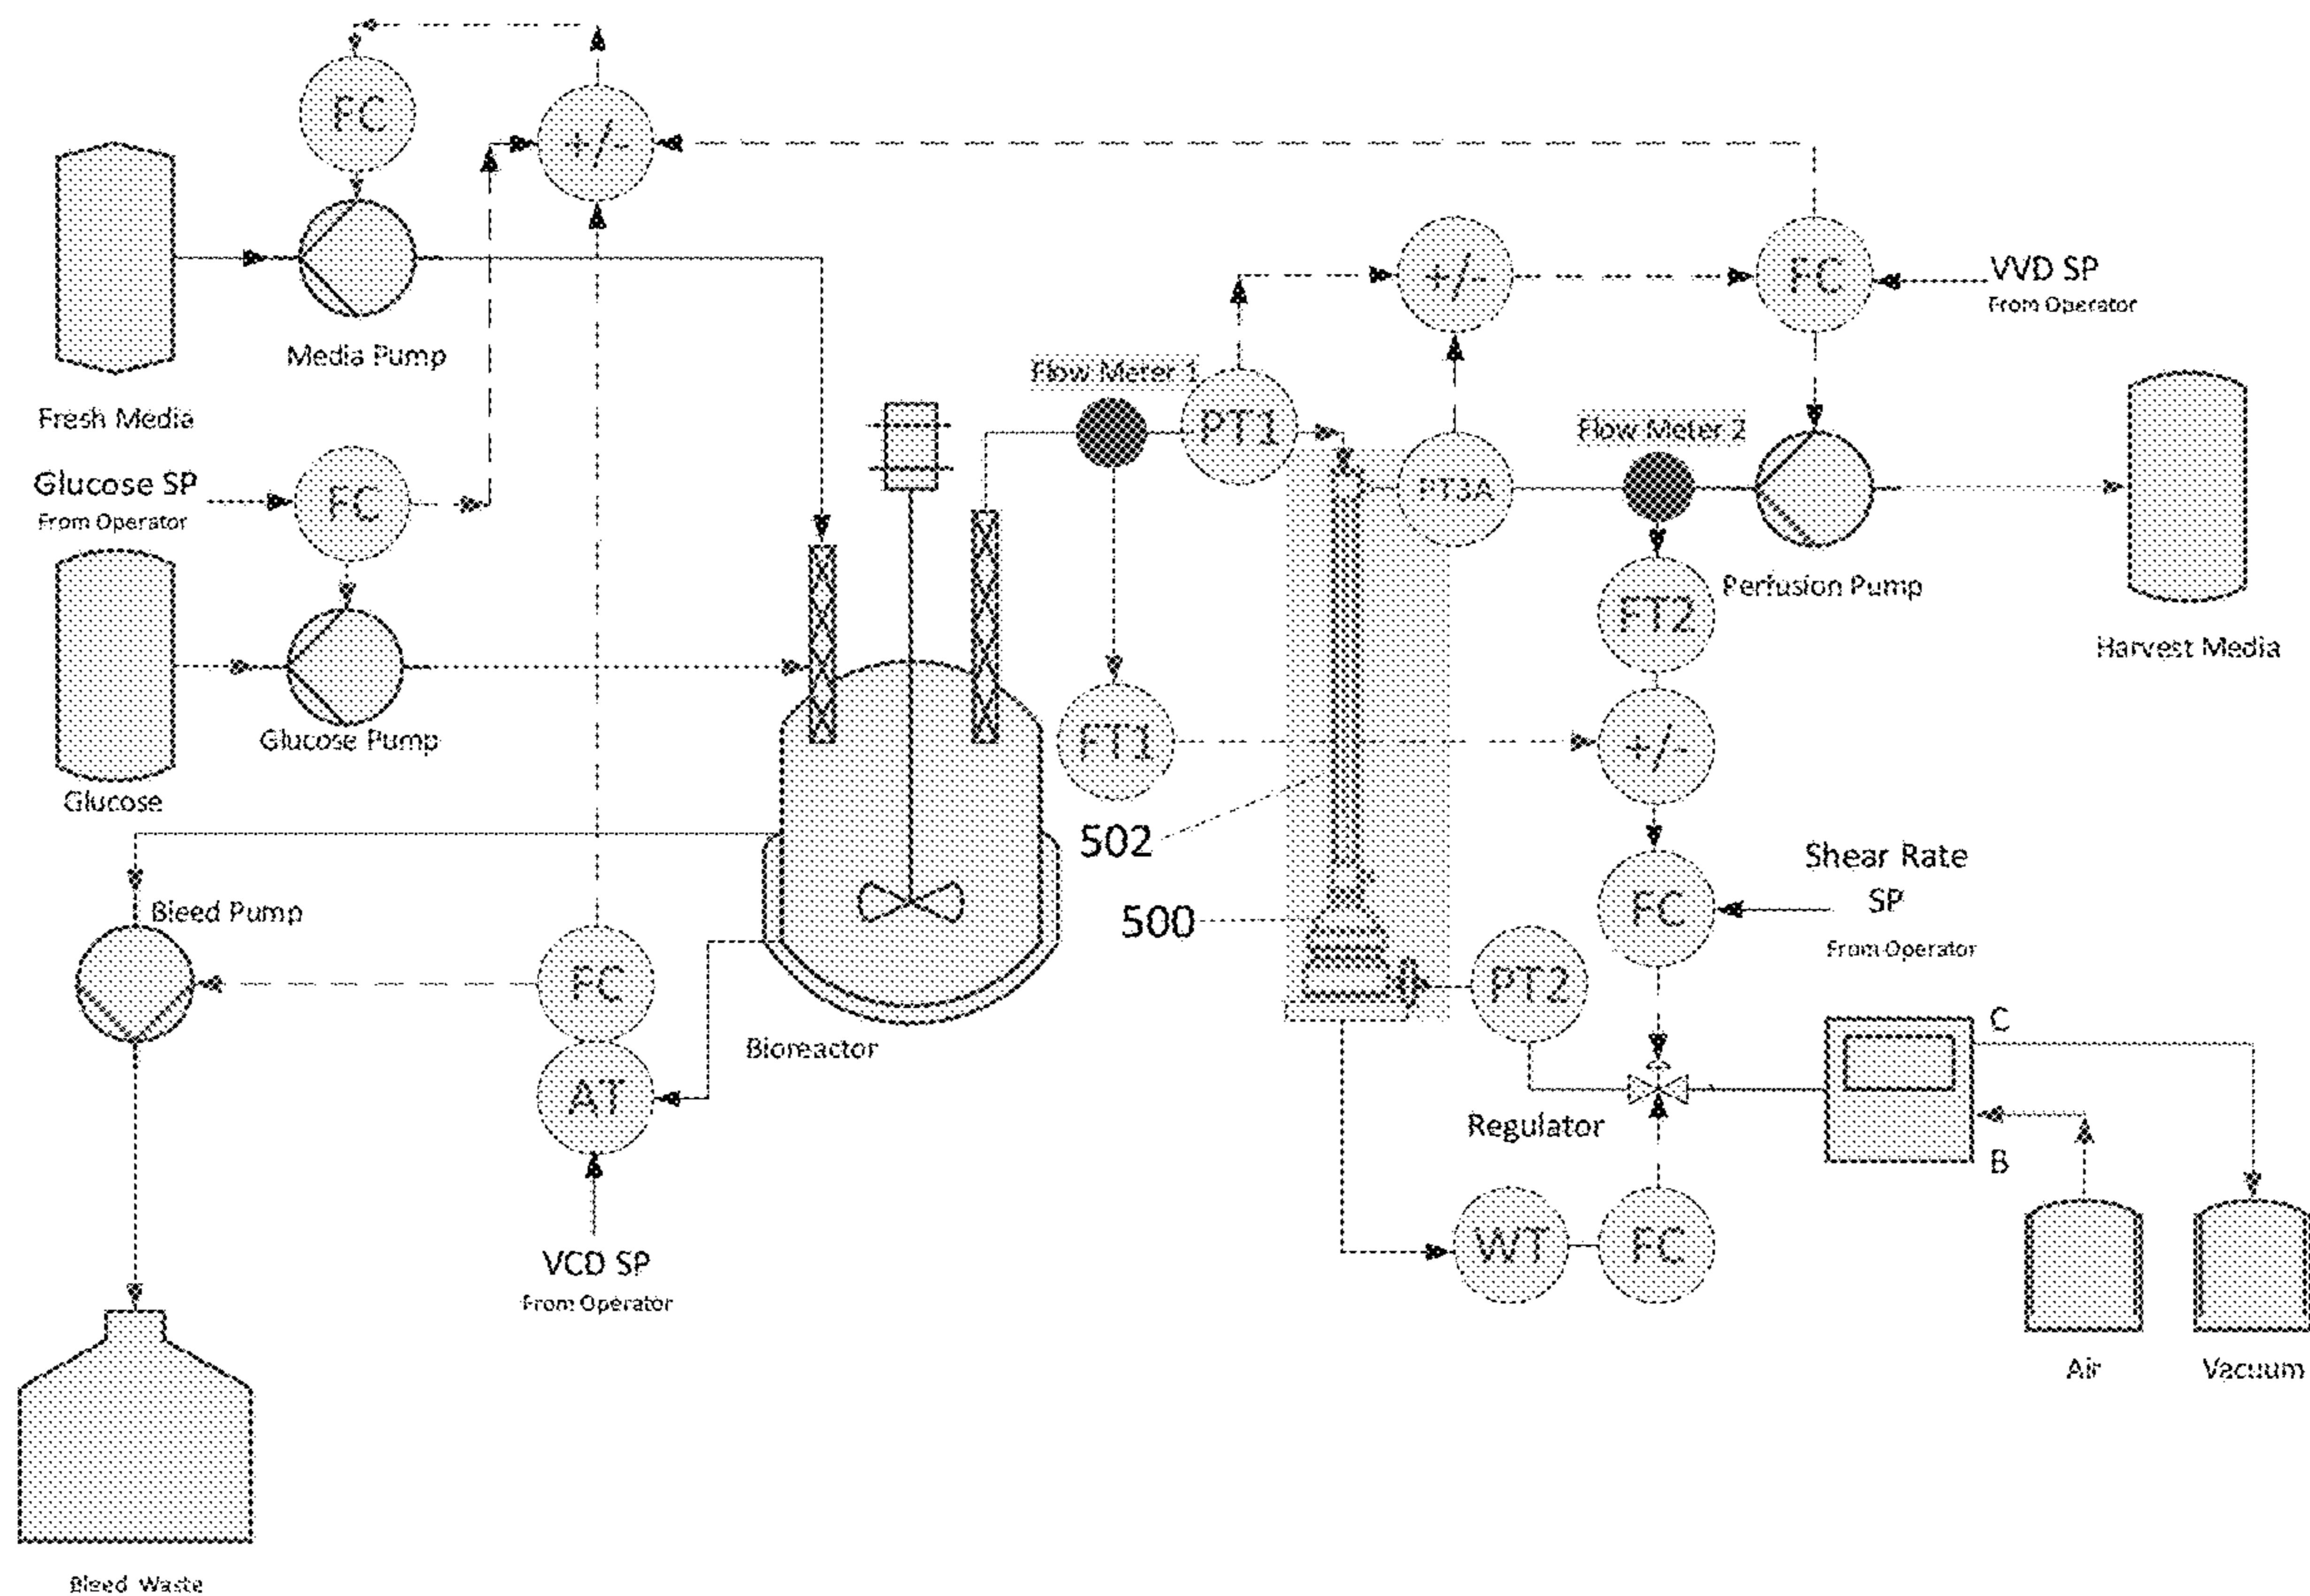 FC
+/-
Fresh Media
Media Pump
Glucose SP
From Operator
FC
Glucose Pump
Glucose
Bleed Pump
FC
AT
VCD SP
From Operator
Bleed Waste
Bioreactor
Flow Meter 1
PT1
FT1
502
500
+/-
FC
VVD SP
From Operator
PT3A
Flow Meter 2
Perfusion Pump
Harvest Media
FT2
+/-
FC
Shear Rate
SP
From Operator
PT2
Regulator
C
B
WT
FC
Air
Vacuum